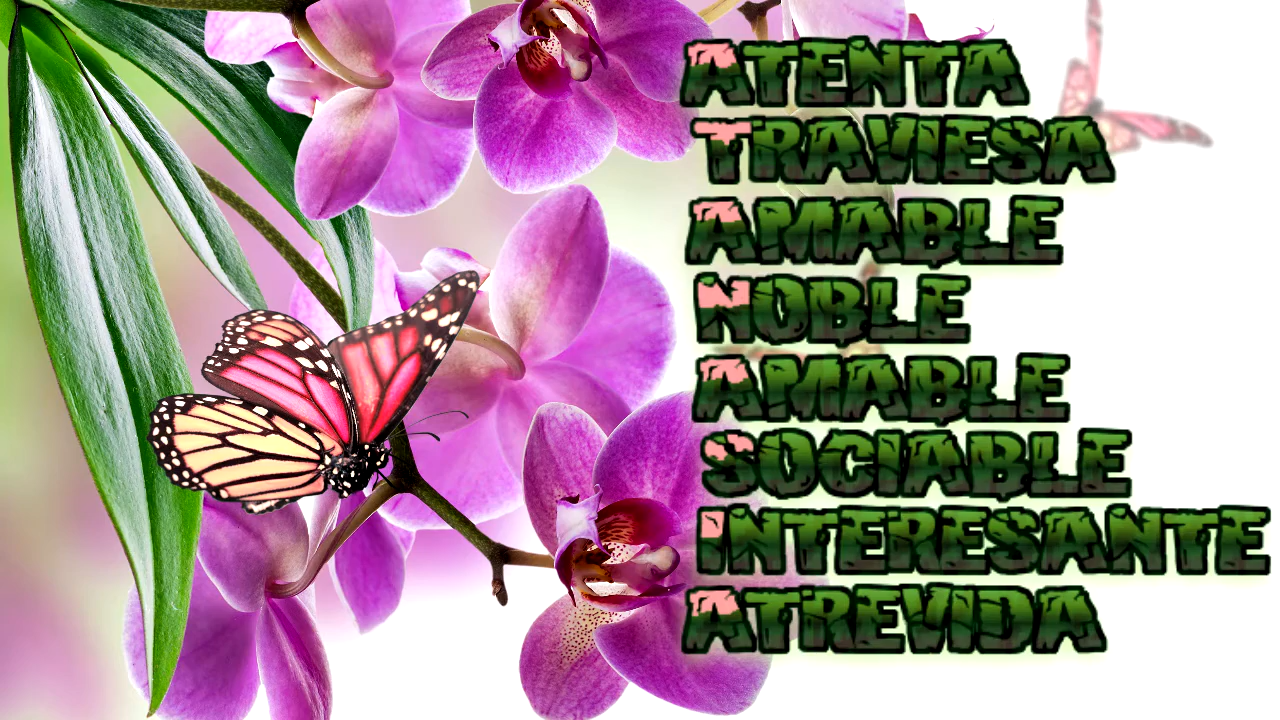 ATENTA
TRAVIESA
AMABLE
NOBLE
AMABLE
SOCIABLE
INTERESANTE
ATREVIDA